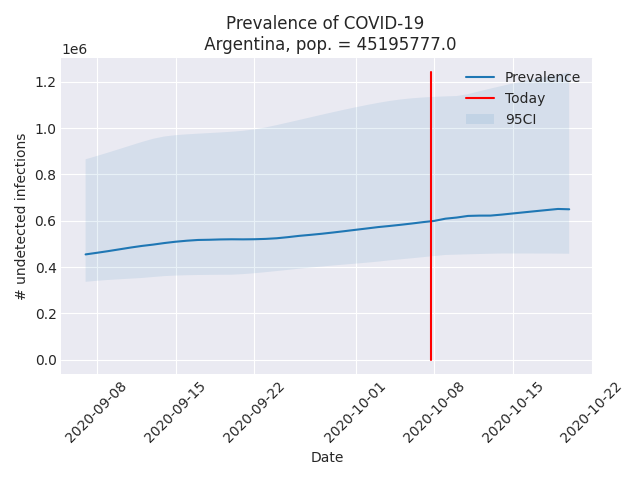 Prevalence of COVID-19
Argentina, pop. = 45195777.0
1e6
1.2
1.0
0.8
0.6
0.4
0.2
0.0
# undetected infections
Prevalence
Today
95CI
2020-09-08
2020-09-15
2020-09-22
2020-10-01
2020-10-08
2020-10-15
2020-10-22
Date